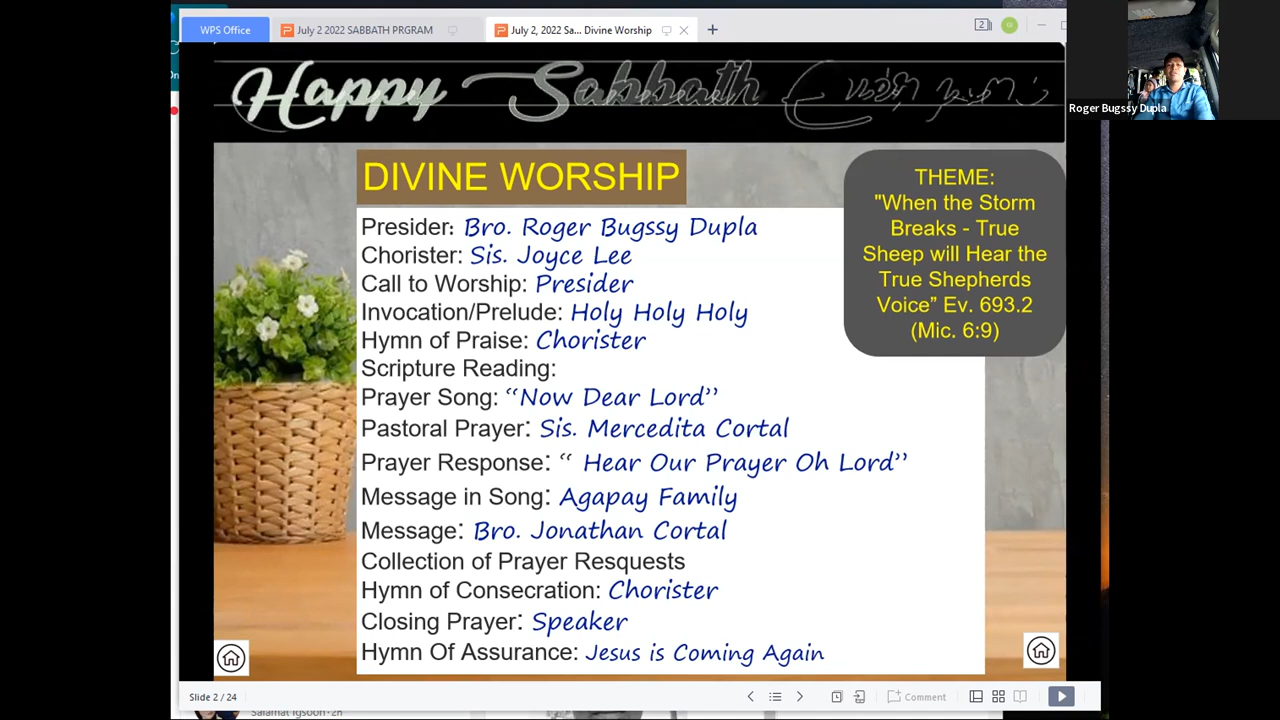 WPS Office
July 2 2022 SABBATH PRGRAM
July 2, 2022 Sa... Divine Worship
2
Happy Sabbath
Roger Bugssy Dupla
DIVINE WORSHIP
Presider: Bro. Roger Bugssy Dupla
Chorister: Sis. Joyce Lee
Call to Worship: Presider
Invocation/Prelude: Holy Holy Holy
Hymn of Praise: Chorister
Scripture Reading:
Prayer Song: “Now Dear Lord”
Pastoral Prayer: Sis. Mercedita Cortal
Prayer Response: “ Hear Our Prayer Oh Lord”
Message in Song: Agapay Family
Message: Bro. Jonathan Cortal
Collection of Prayer Resquests
Hymn of Consecration: Chorister
Closing Prayer: Speaker
Hymn Of Assurance: Jesus is Coming Again
THEME:
"When the Storm
Breaks - True
Sheep will Hear the
True Shepherds
Voice” Ev. 693.2
(Mic. 6:9)
Slide 2 / 24
Comment